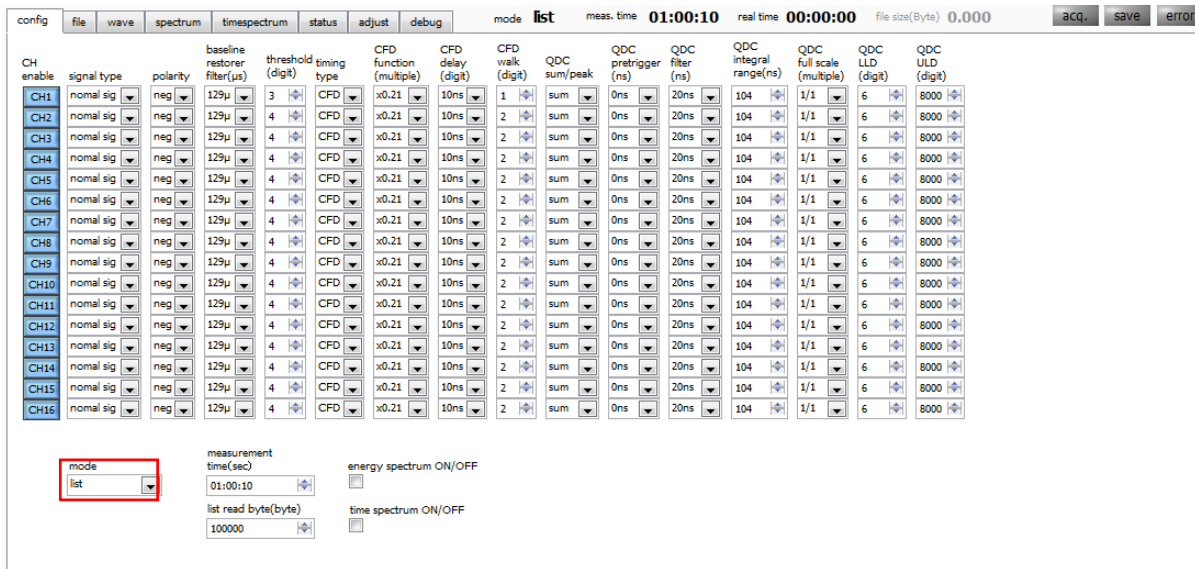 config file wave spectrum timespectrum status adjust debug mode list meas. time 01:00:10 real time 00:00:00 file size(Byte) 0.000 acq. save error
CH enable signal type polarity baseline restorer filter(µs) threshold (digit) timing type CFD function (multiple) CFD delay (digit) CFD walk (digit) QDC sum/peak QDC pretrigger (ns) QDC filter (ns) QDC integral range(ns) QDC full scale (multiple) QDC LLD (digit) QDC ULD (digit)
CH1 nomal sig neg 129µ 3 CFD x0.21 10ns 1 sum 0ns 20ns 104 1/1 6 8000
CH2 nomal sig neg 129µ 4 CFD x0.21 10ns 2 sum 0ns 20ns 104 1/1 6 8000
CH3 nomal sig neg 129µ 4 CFD x0.21 10ns 2 sum 0ns 20ns 104 1/1 6 8000
CH4 nomal sig neg 129µ 4 CFD x0.21 10ns 2 sum 0ns 20ns 104 1/1 6 8000
CH5 nomal sig neg 129µ 4 CFD x0.21 10ns 2 sum 0ns 20ns 104 1/1 6 8000
CH6 nomal sig neg 129µ 4 CFD x0.21 10ns 2 sum 0ns 20ns 104 1/1 6 8000
CH7 nomal sig neg 129µ 4 CFD x0.21 10ns 2 sum 0ns 20ns 104 1/1 6 8000
CH8 nomal sig neg 129µ 4 CFD x0.21 10ns 2 sum 0ns 20ns 104 1/1 6 8000
CH9 nomal sig neg 129µ 4 CFD x0.21 10ns 2 sum 0ns 20ns 104 1/1 6 8000
CH10 nomal sig neg 129µ 4 CFD x0.21 10ns 2 sum 0ns 20ns 104 1/1 6 8000
CH11 nomal sig neg 129µ 4 CFD x0.21 10ns 2 sum 0ns 20ns 104 1/1 6 8000
CH12 nomal sig neg 129µ 4 CFD x0.21 10ns 2 sum 0ns 20ns 104 1/1 6 8000
CH13 nomal sig neg 129µ 4 CFD x0.21 10ns 2 sum 0ns 20ns 104 1/1 6 8000
CH14 nomal sig neg 129µ 4 CFD x0.21 10ns 2 sum 0ns 20ns 104 1/1 6 8000
CH15 nomal sig neg 129µ 4 CFD x0.21 10ns 2 sum 0ns 20ns 104 1/1 6 8000
CH16 nomal sig neg 129µ 4 CFD x0.21 10ns 2 sum 0ns 20ns 104 1/1 6 8000
mode
list
measurement
time(sec)
01:00:10
energy spectrum ON/OFF
list read byte(byte)
100000
time spectrum ON/OFF